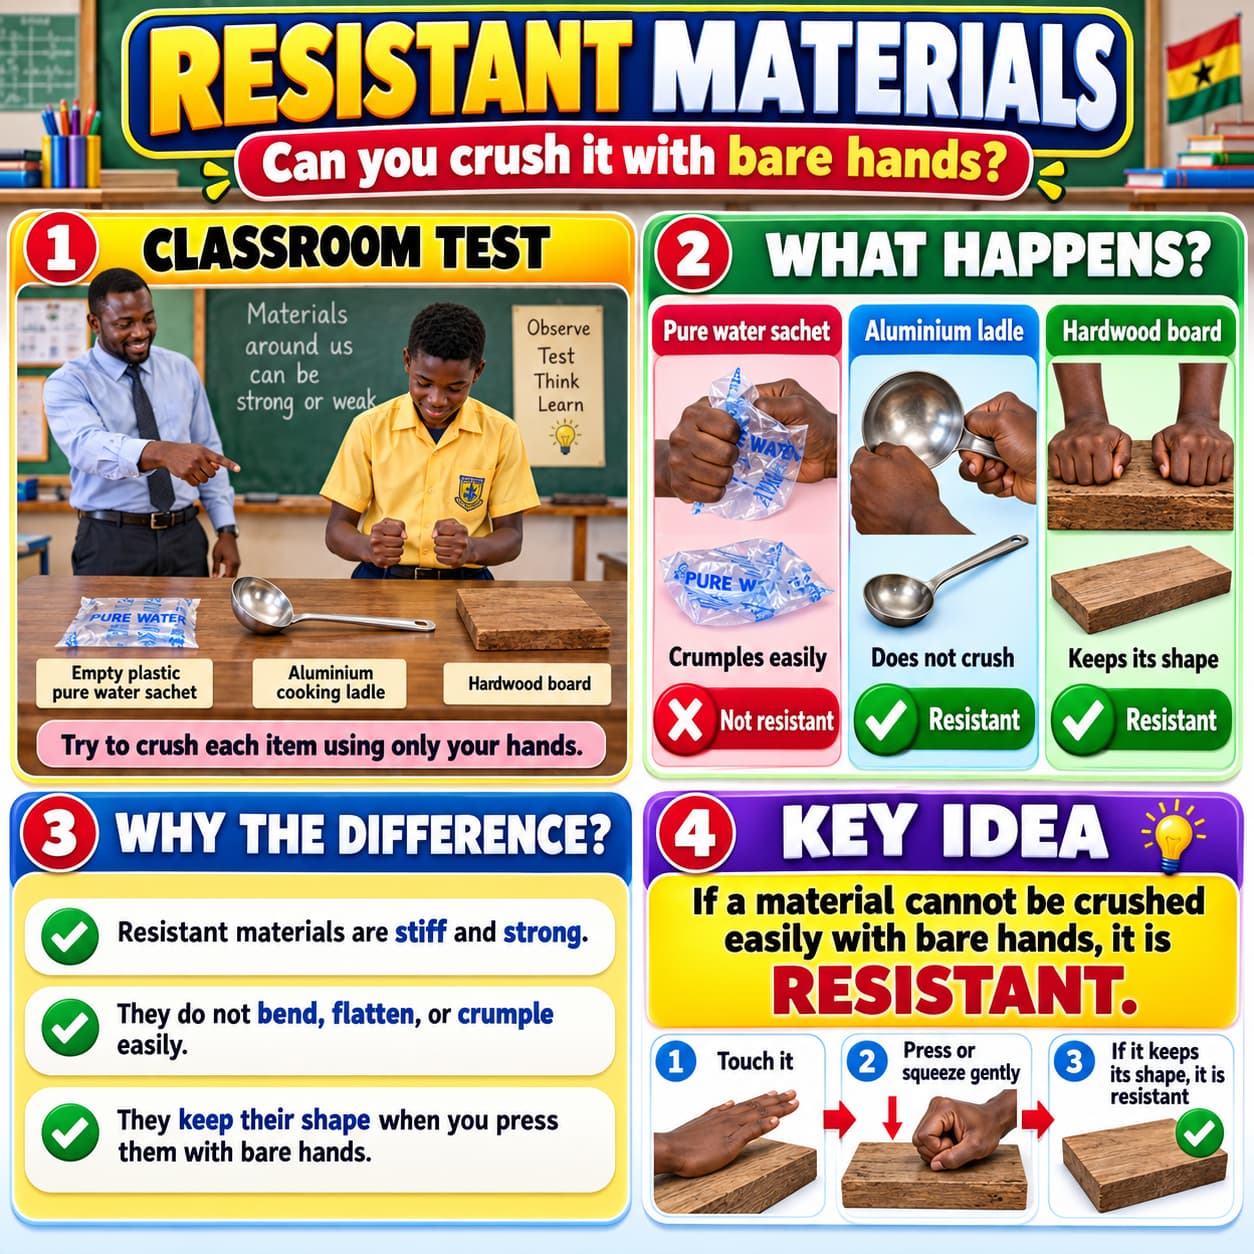 RESISTANT MATERIALS
Can you crush it with bare hands?
1 CLASSROOM TEST
Materials
around us
can be
strong or weak
Observe
Test
Think
Learn
PURE WATER
Empty plastic
pure water sachet
Aluminium
cooking ladle
Hardwood board
Try to crush each item using only your hands.
2 WHAT HAPPENS?
Pure water sachet
WATER
PURE W
Crumples easily
Not resistant
Aluminium ladle
Does not crush
Resistant
Hardwood board
Keeps its shape
Resistant
3 WHY THE DIFFERENCE?
Resistant materials are stiff and strong.
They do not bend, flatten, or crumple
easily.
They keep their shape when you press
them with bare hands.
4 KEY IDEA
If a material cannot be crushed
easily with bare hands, it is
RESISTANT.
1 Touch it
2 Press or
squeeze gently
3 If it keeps
its shape, it is
resistant